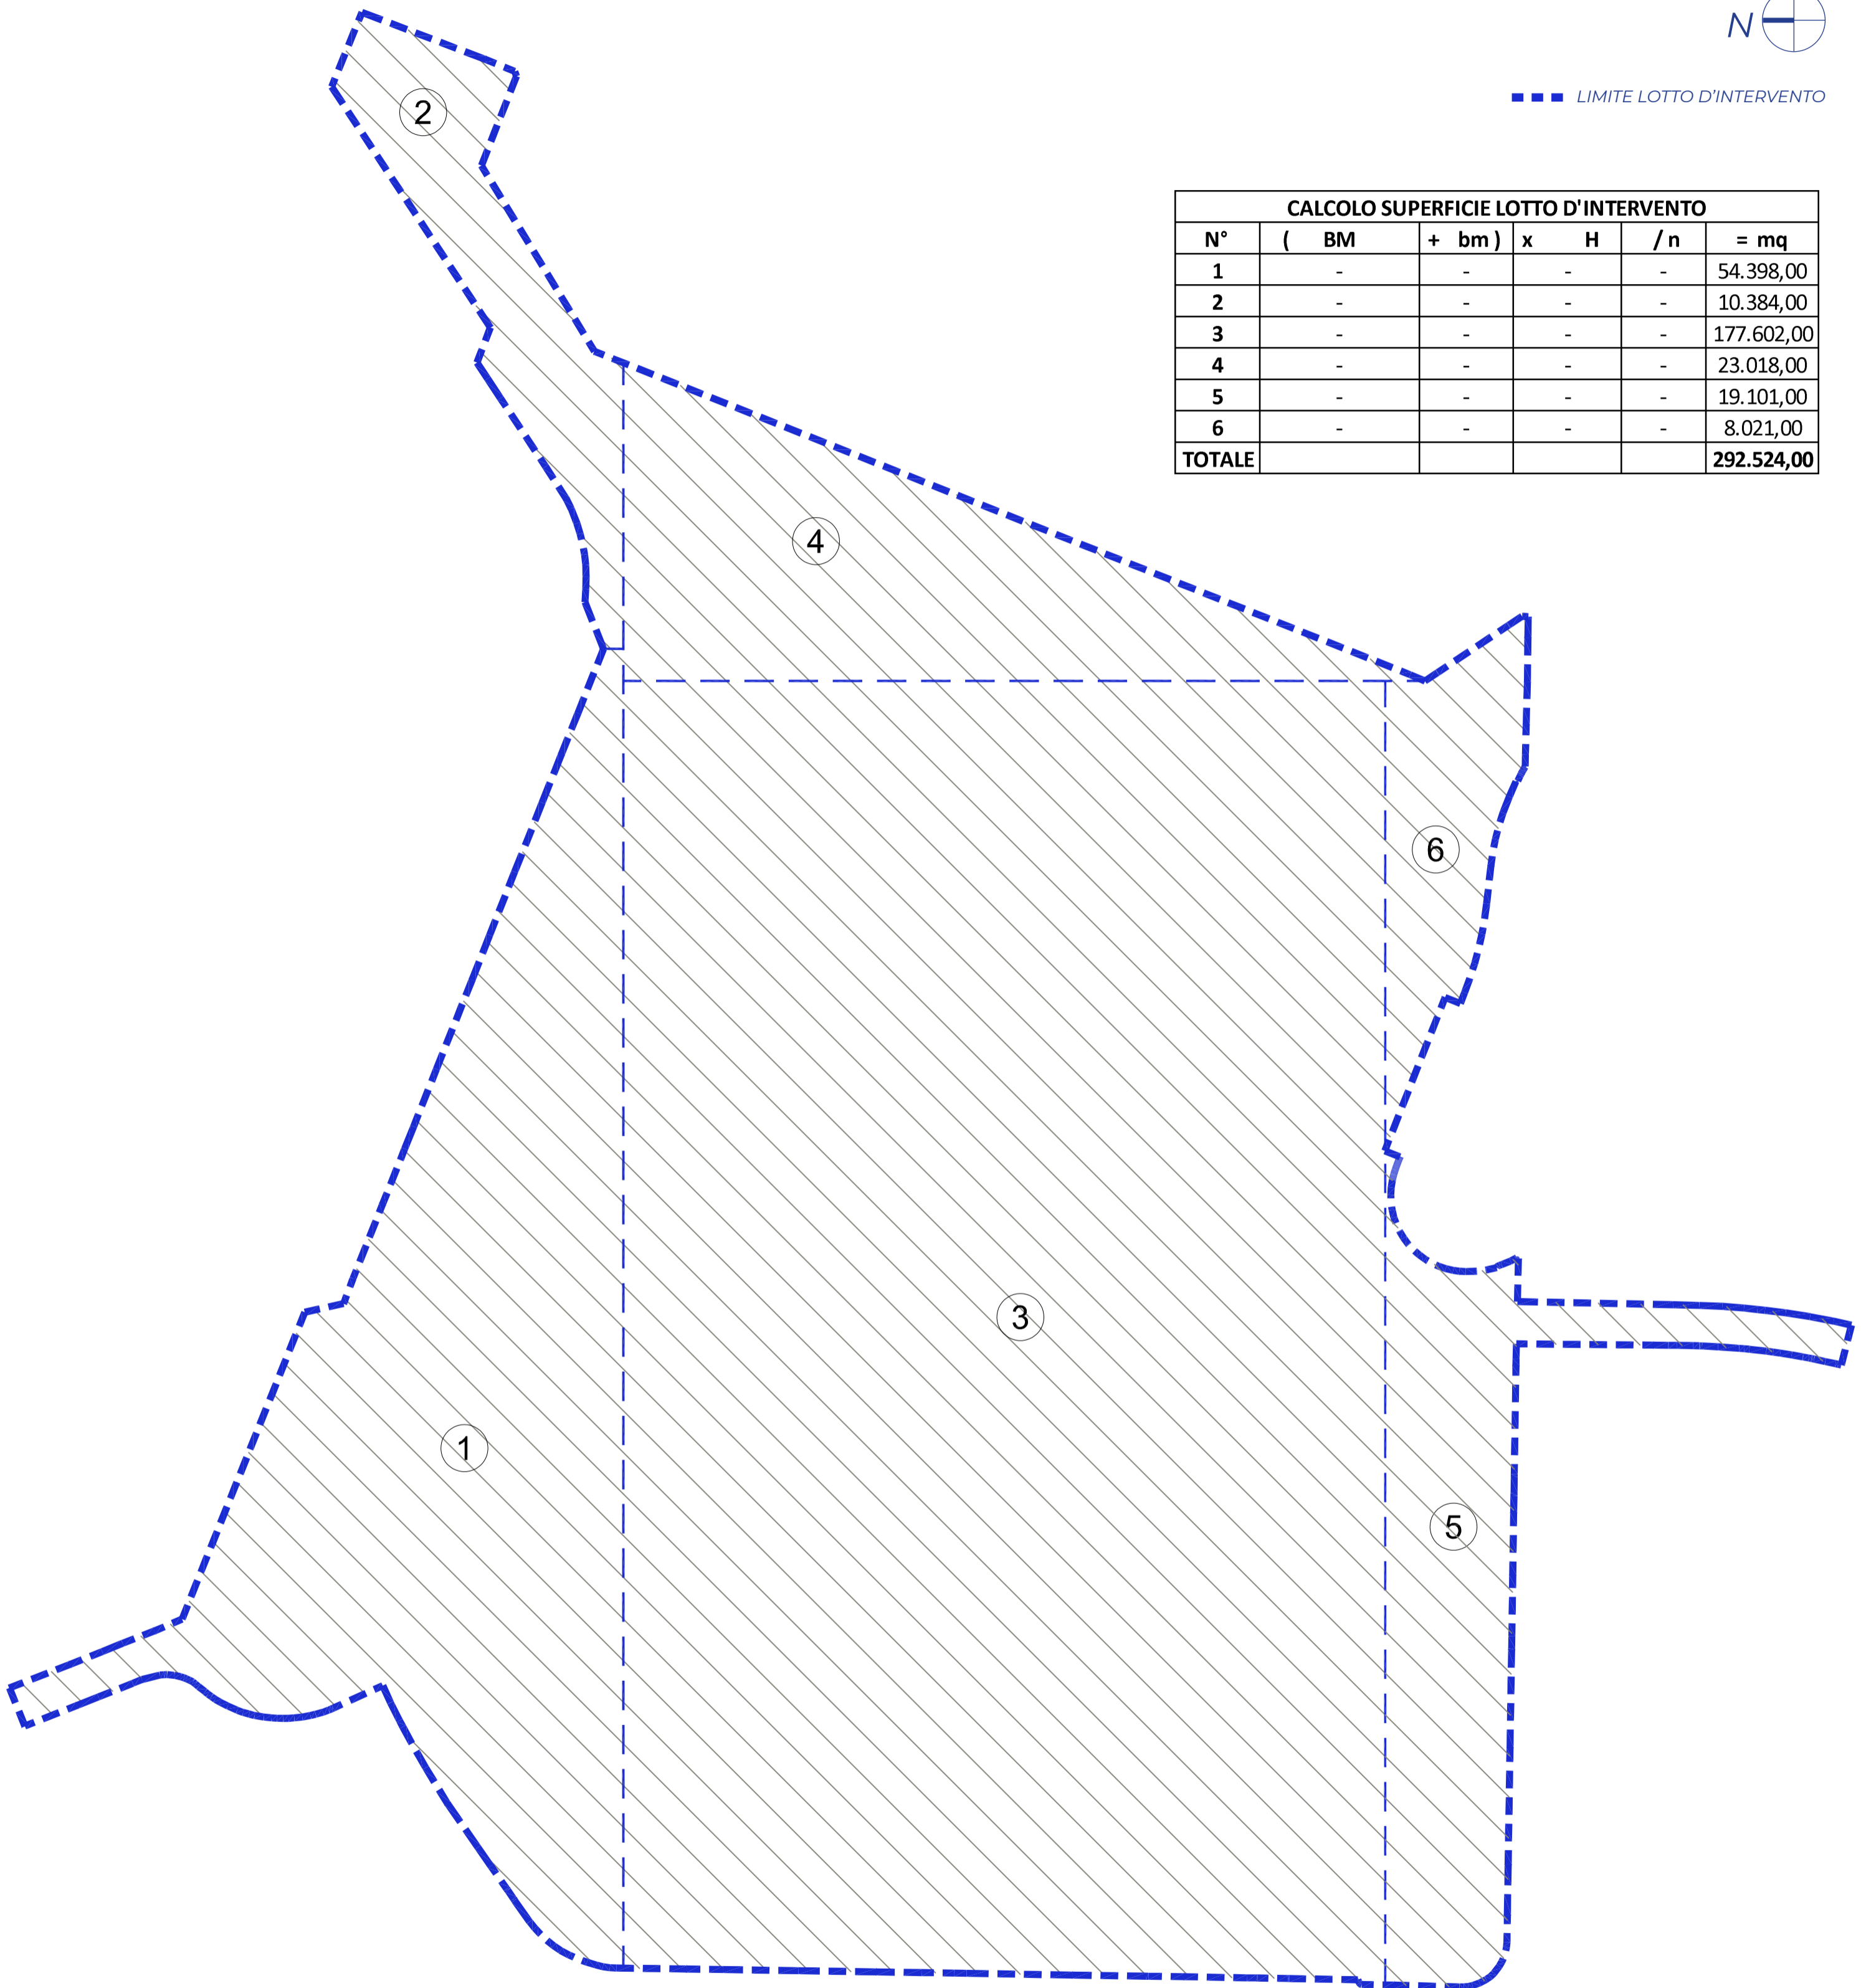 N
LIMITE LOTTO D'INTERVENTO
CALCOLO SUPERFICIE LOTTO D'INTERVENTO
N° ( BM + bm ) x H / n = mq
1 - - - - 54.398,00
2 - - - - 10.384,00
3 - - - - 177.602,00
4 - - - - 23.018,00
5 - - - - 19.101,00
6 - - - - 8.021,00
TOTALE 292.524,00
2
4
6
3
1
5